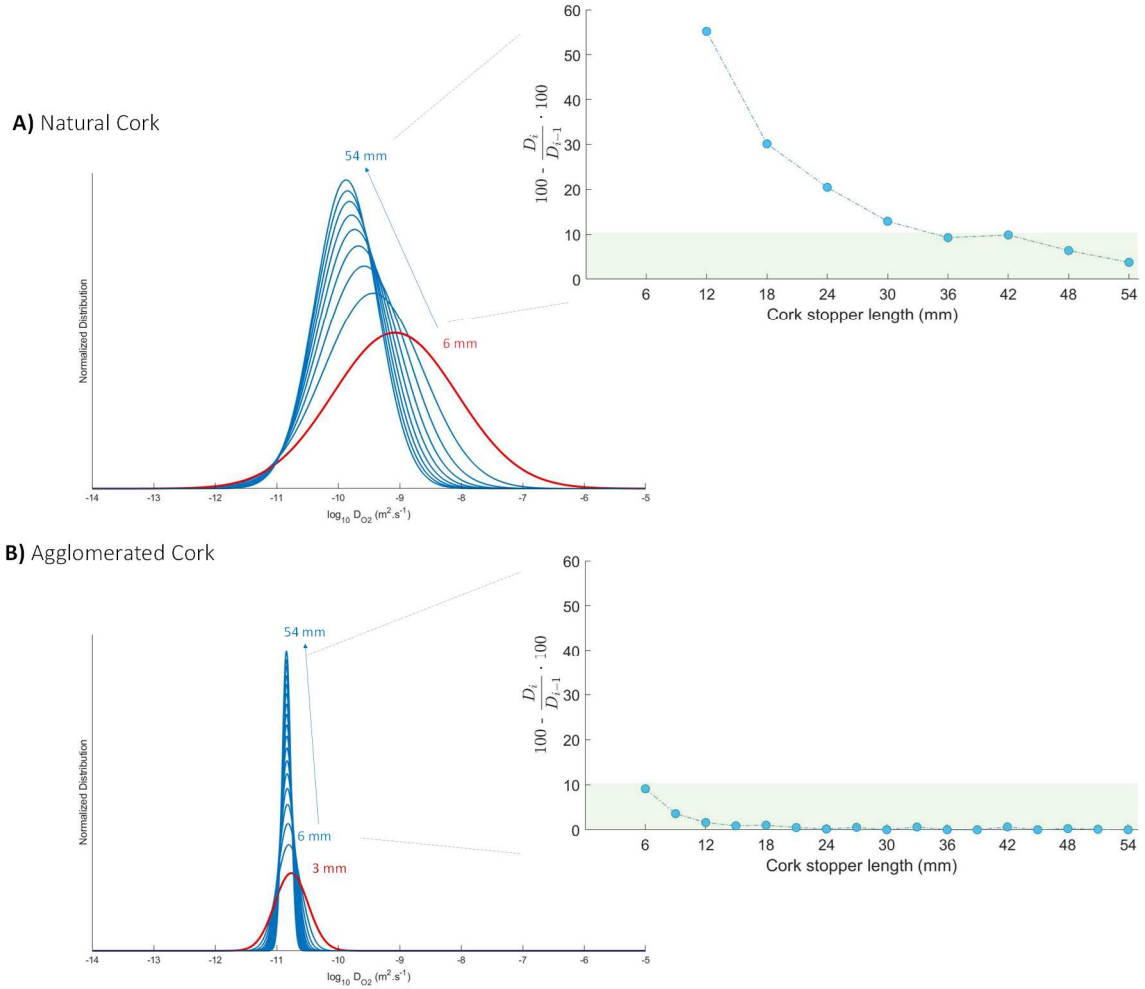 A) Natural Cork
54 mm
6 mm
Normalized Distribution
-14 -13 -12 -11 -10 -9 -8 -7 -6 -5
log10 DO2 (m2.s-1)
60
50
40
30
20
10
0
100 - Di/Di−1 · 100
6 12 18 24 30 36 42 48 54
Cork stopper length (mm)
B) Agglomerated Cork
54 mm
6 mm
3 mm
Normalized Distribution
-14 -13 -12 -11 -10 -9 -8 -7 -6 -5
log10 DO2 (m2.s-1)
60
50
40
30
20
10
0
100 - Di/Di−1 · 100
6 12 18 24 30 36 42 48 54
Cork stopper length (mm)